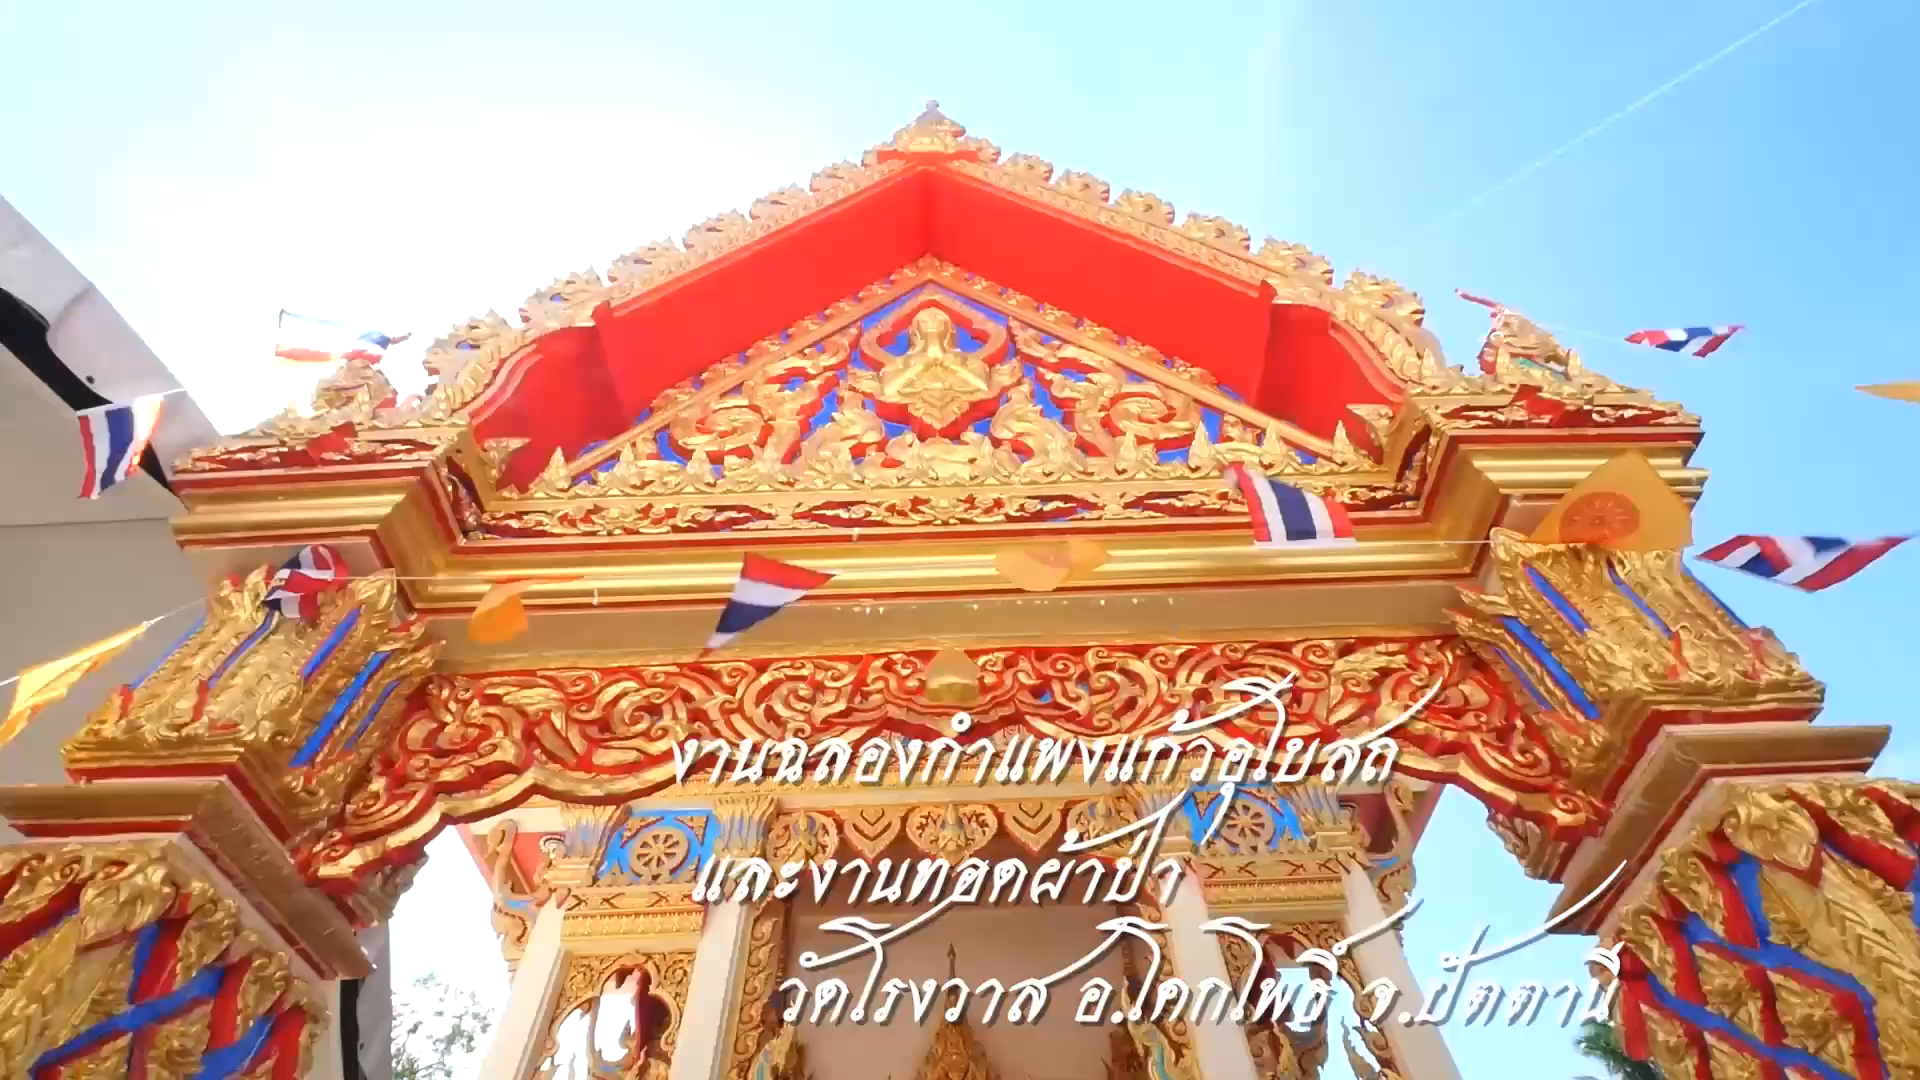 งานฉลองกำแพงแก้วอุโบสถ
และงานทอดผ้าป่า
วัดโรงวาส อ.โคกโพธิ์ จ.ปัตตานี